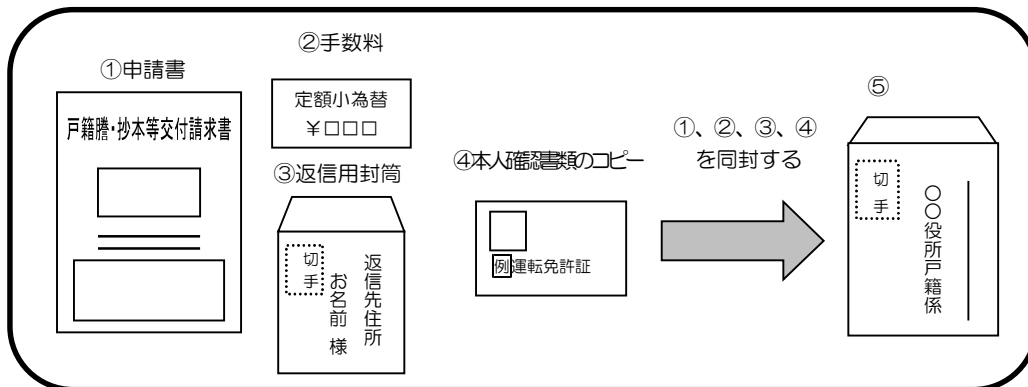 ①申請書
戸籍謄・抄本等交付請求書
②手数料
定額小為替
￥□□□
③返信用封筒
切手
返信先住所
お名前 様
④本人確認書類のコピー
例運転免許証
①、②、③、④
を同封する
⑤
切手
〇〇役所戸籍係